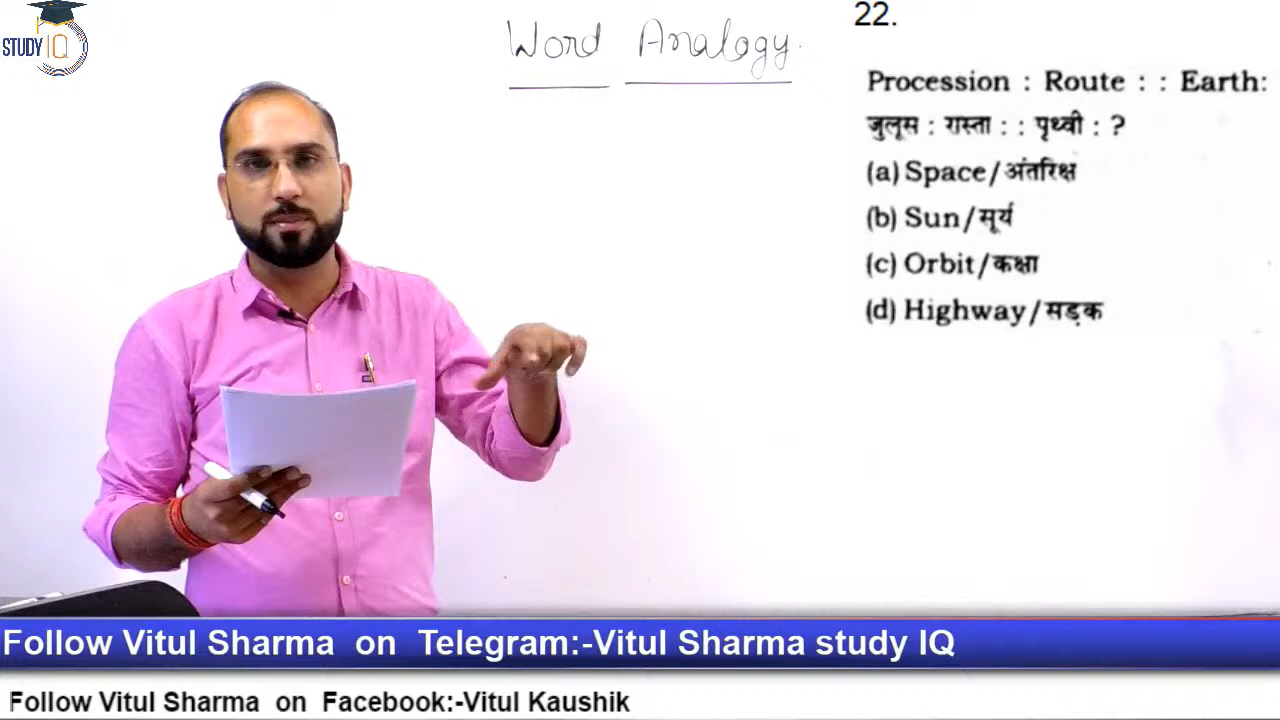 STUDY IQ
Word Analogy.
22.
Procession : Route : : Earth:
जुलूस : रास्ता : : पृथ्वी : ?
(a) Space/अंतरिक्ष
(b) Sun/सूर्य
(c) Orbit/कक्षा
(d) Highway/सड़क
Follow Vitul Sharma on Telegram:-Vitul Sharma study IQ
Follow Vitul Sharma on Facebook:-Vitul Kaushik